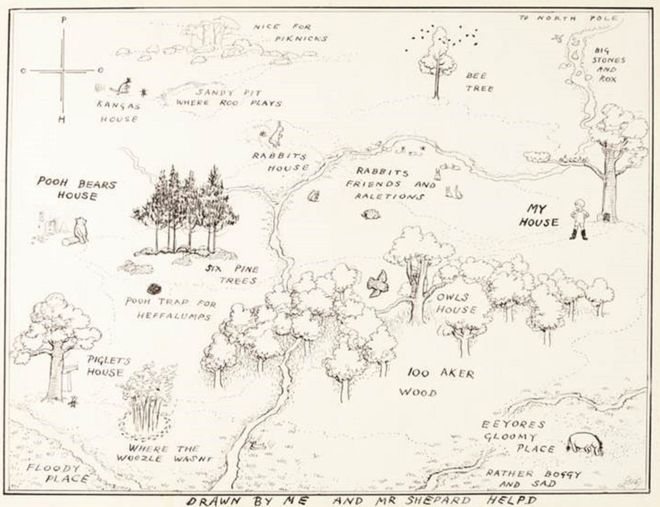 NICE FOR
PIKNICKS
TO NORTH POLE
P
O
O
H
BIG
STONES
AND
ROX
BEE
TREE
KANGAS
HOUSE
SANDY PIT
WHERE ROO PLAYS
RABBITS
HOUSE
RABBITS
FRIENDS AND
RALETIONS
POOH BEARS
HOUSE
MY
HOUSE
SIX PINE
TREES
POOH TRAP FOR
HEFFALUMPS
OWLS
HOUSE
PIGLETS
HOUSE
100 AKER
WOOD
WHERE THE
WOOZLE WASNT
EEYORES
GLOOMY
PLACE
FLOODY
PLACE
RATHER BOGGY
AND SAD
DRAWN BY ME AND MR SHEPARD HELPD